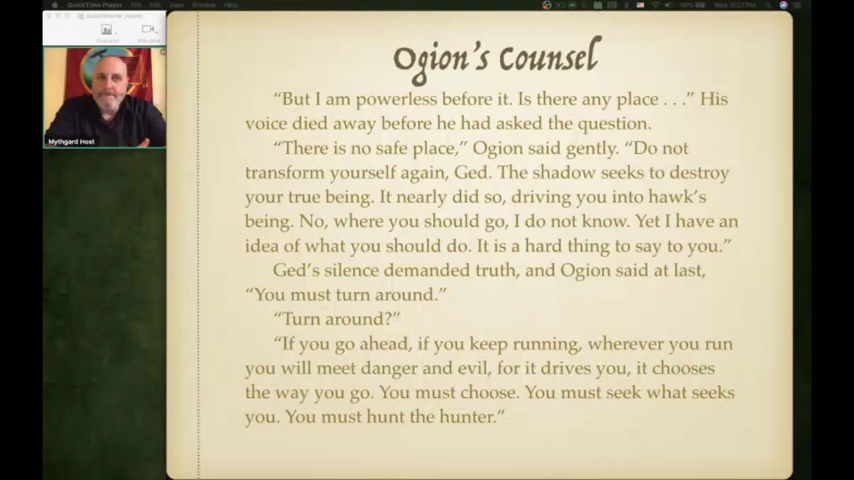 QuickTime Player File Edit View Window Help
Mythgard Host
Ogion's Counsel
"But I am powerless before it. Is there any place . . ." His
voice died away before he had asked the question.
"There is no safe place," Ogion said gently. "Do not
transform yourself again, Ged. The shadow seeks to destroy
your true being. It nearly did so, driving you into hawk's
being. No, where you should go, I do not know. Yet I have an
idea of what you should do. It is a hard thing to say to you."
Ged's silence demanded truth, and Ogion said at last,
"You must turn around."
"Turn around?"
"If you go ahead, if you keep running, wherever you run
you will meet danger and evil, for it drives you, it chooses
the way you go. You must choose. You must seek what seeks
you. You must hunt the hunter."